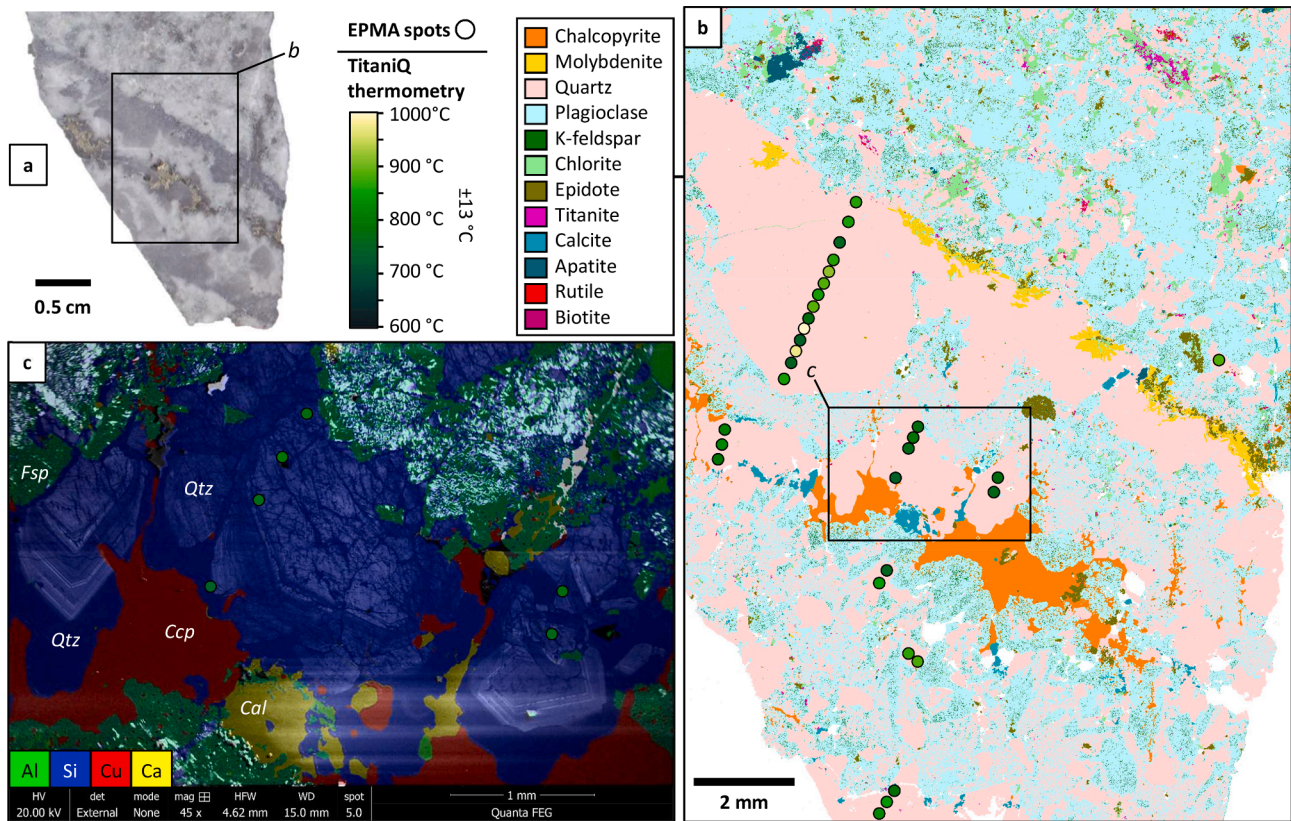 a
b
0.5 cm
EPMA spots
TitaniQ
thermometry
1000°C
900 °C
800 °C
700 °C
600 °C
±13 °C
Chalcopyrite
Molybdenite
Quartz
Plagioclase
K-feldspar
Chlorite
Epidote
Titanite
Calcite
Apatite
Rutile
Biotite
b
c
2 mm
c
Fsp
Qtz
Qtz
Ccp
Cal
Al Si Cu Ca
HV det mode mag HFW WD spot 1 mm
20.00 kV External None 45 x 4.62 mm 15.0 mm 5.0 Quanta FEG